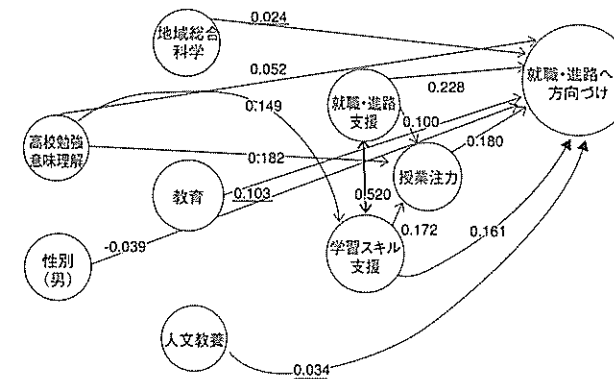 0.024
地域総合
科学
0.052
就職・進路へ
方向づけ
0.149
就職・進路
支援
0.228
0.100
0.180
高校勉強
意味理解
0.182
授業注力
教育
0.103
0.520
0.172
0.161
-0.039
学習スキル
支援
性別
(男)
人文教養
0.034